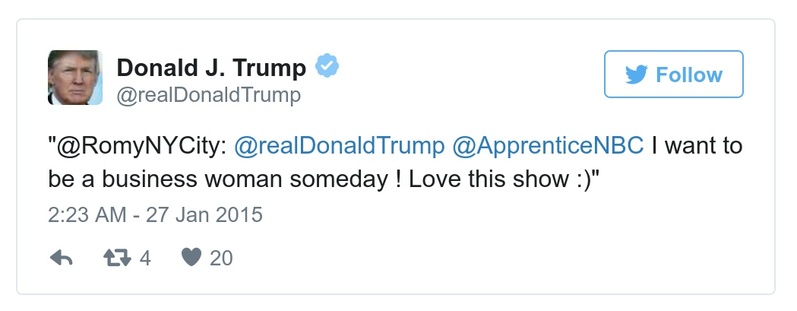 Donald J. Trump
@realDonaldTrump
Follow
"@RomyNYCity: @realDonaldTrump @ApprenticeNBC I want to
be a business woman someday ! Love this show :)"
2:23 AM - 27 Jan 2015
4 20